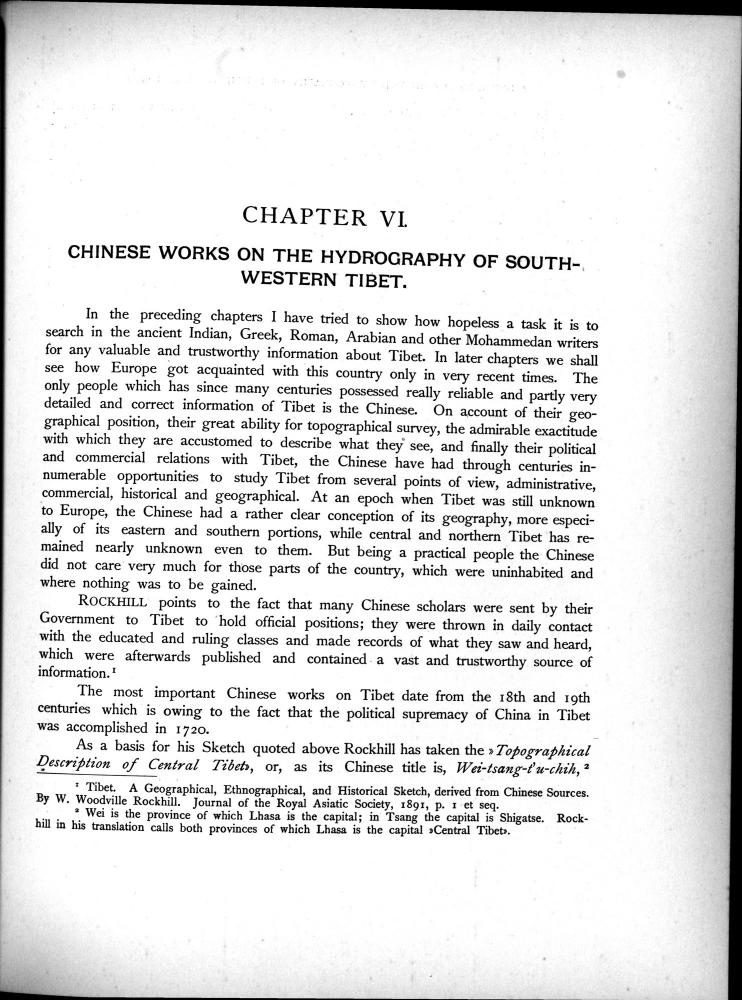 CHAPTER VI.
CHINESE WORKS ON THE HYDROGRAPHY OF SOUTH-
WESTERN TIBET.
In the preceding chapters I have tried to show how hopeless a task it is to
search in the ancient Indian, Greek, Roman, Arabian and other Mohammedan writers
for any valuable and trustworthy information about Tibet. In later chapters we shall
see how Europe got acquainted with this country only in very recent times. The
only people which has since many centuries possessed really reliable and partly very
detailed and correct information of Tibet is the Chinese. On account of their geo-
graphical position, their great ability for topographical survey, the admirable exactitude
with which they are accustomed to describe what they see, and finally their political
and commercial relations with Tibet, the Chinese have had through centuries in-
numerable opportunities to study Tibet from several points of view, administrative,
commercial, historical and geographical. At an epoch when Tibet was still unknown
to Europe, the Chinese had a rather clear conception of its geography, more especi-
ally of its eastern and southern portions, while central and northern Tibet has re-
mained nearly unknown even to them. But being a practical people the Chinese
did not care very much for those parts of the country, which were uninhabited and
where nothing was to be gained.
ROCKHILL points to the fact that many Chinese scholars were sent by their
Government to Tibet to hold official positions; they were thrown in daily contact
with the educated and ruling classes and made records of what they saw and heard,
which were afterwards published and contained a vast and trustworthy source of
information.¹
The most important Chinese works on Tibet date from the 18th and 19th
centuries which is owing to the fact that the political supremacy of China in Tibet
was accomplished in 1720.
As a basis for his Sketch quoted above Rockhill has taken the »Topographical
Description of Central Tibet», or, as its Chinese title is, Wei-tsang-t'u-chih,²
¹ Tibet. A Geographical, Ethnographical, and Historical Sketch, derived from Chinese Sources.
By W. Woodville Rockhill. Journal of the Royal Asiatic Society, 1891, p. 1 et seq.
² Wei is the province of which Lhasa is the capital; in Tsang the capital is Shigatse. Rock-
hill in his translation calls both provinces of which Lhasa is the capital »Central Tibet».